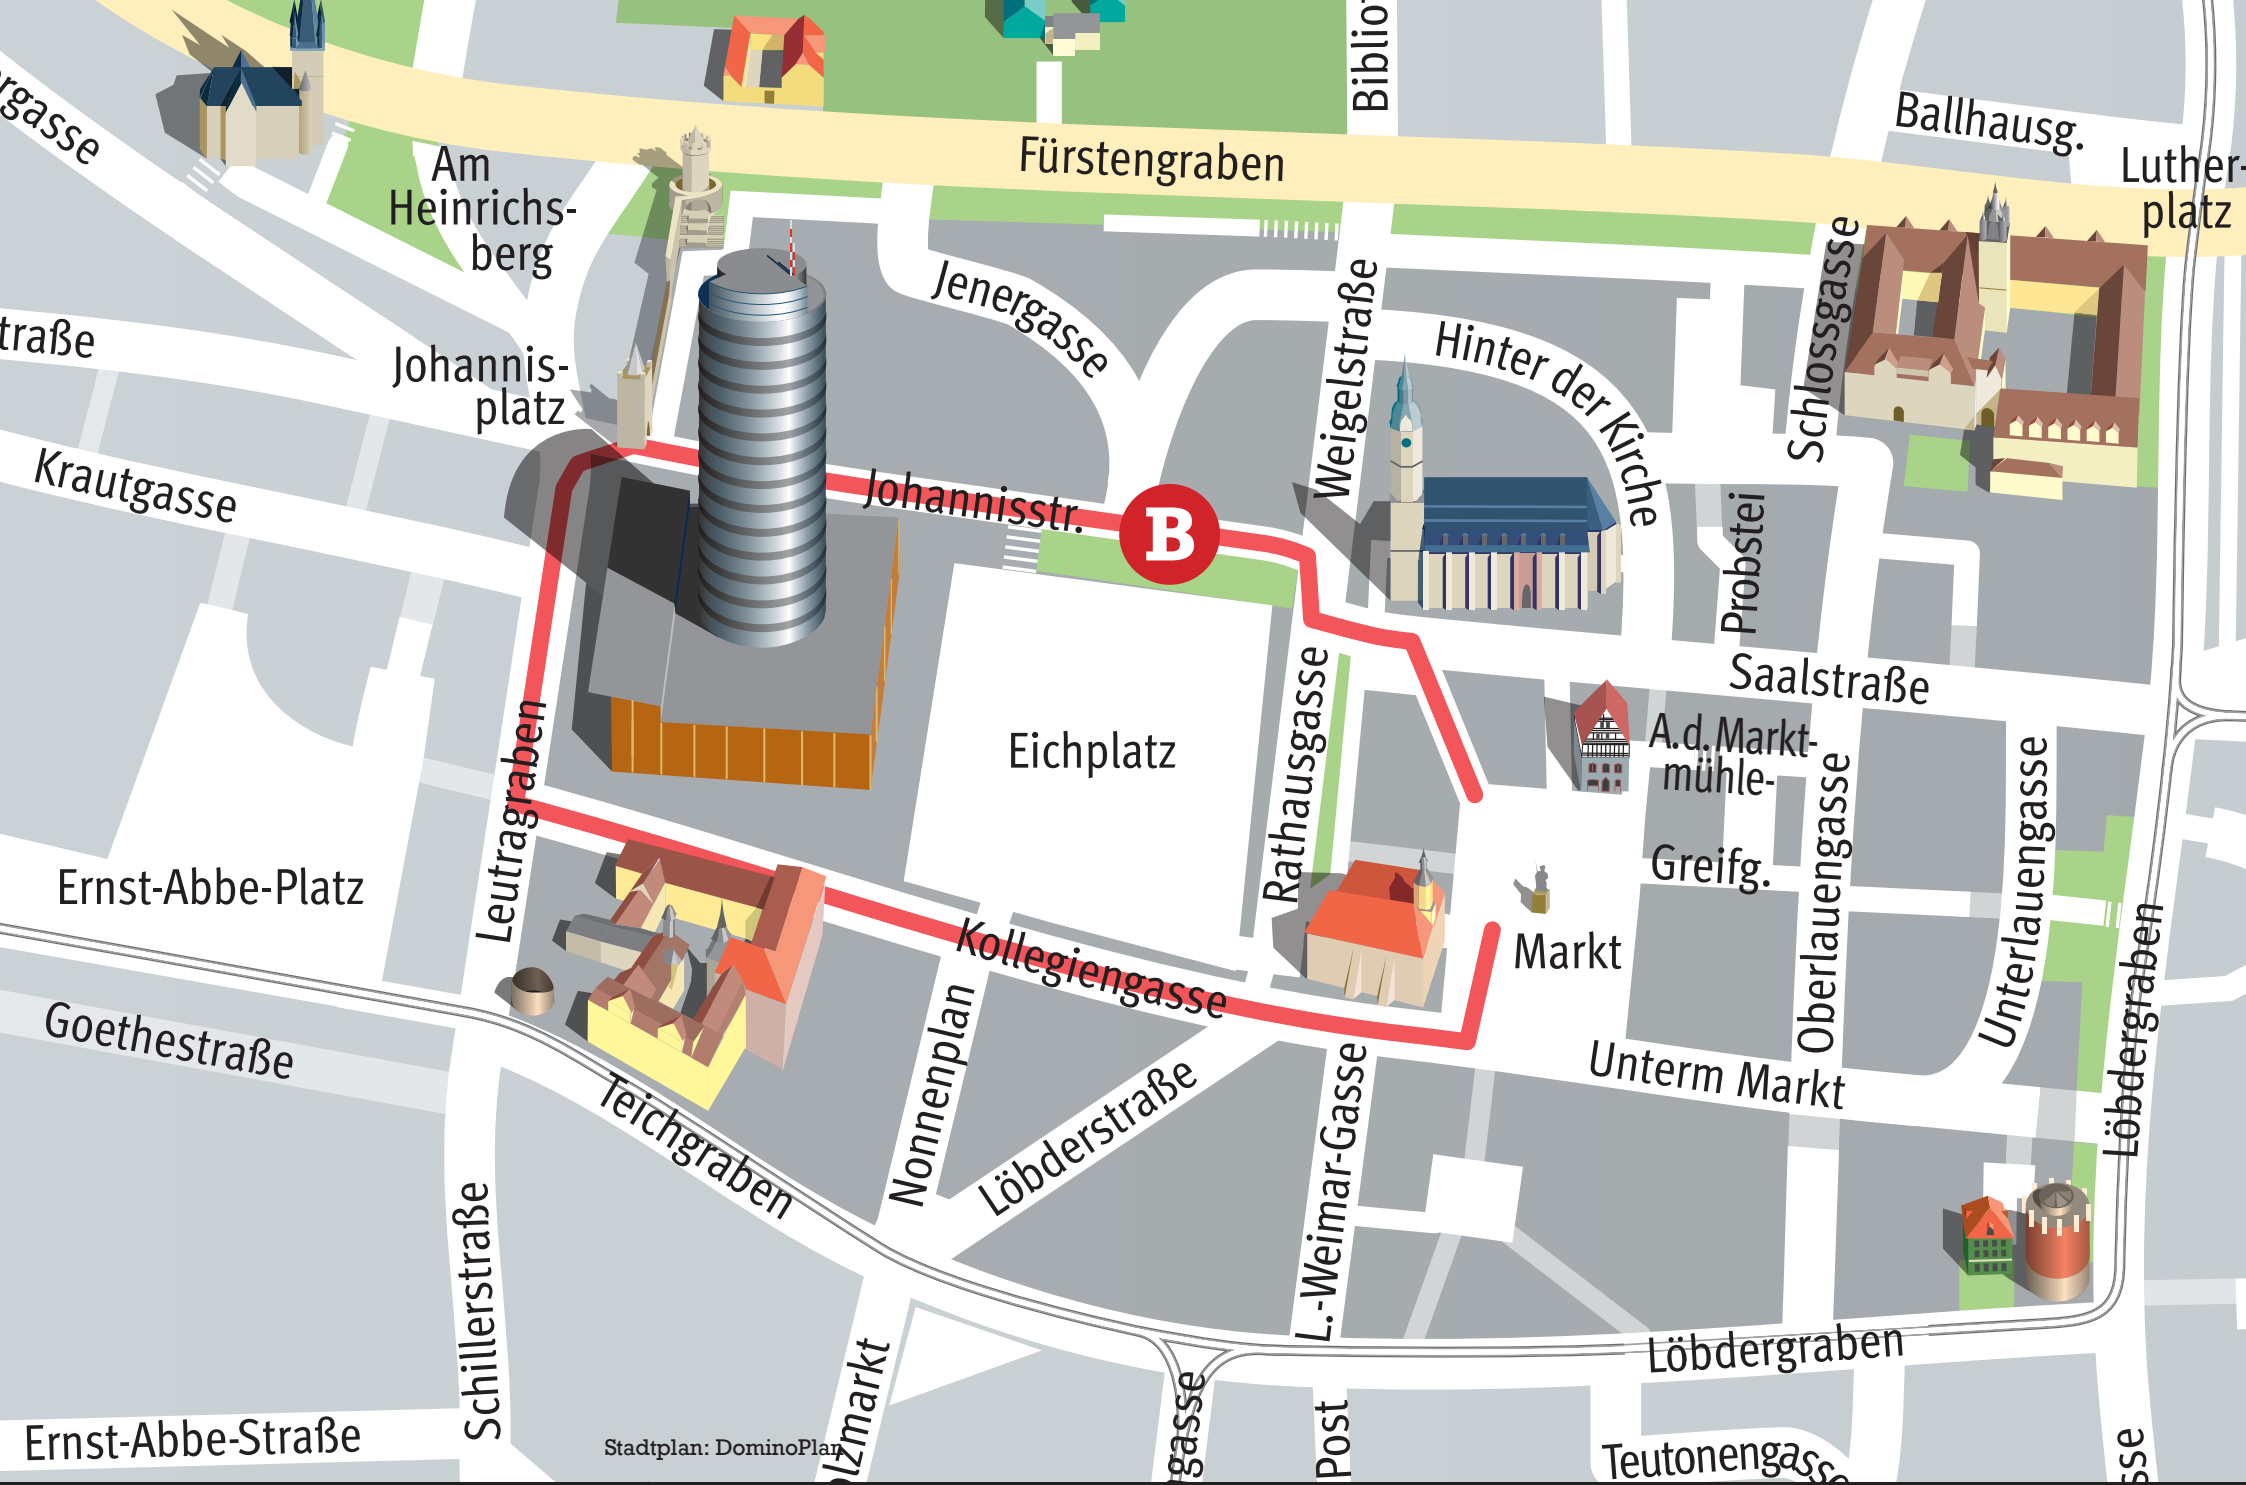 Ballhausg.
Fürstengraben
Luther-
platz
Am
Heinrichs-
berg
Jenergasse
Weigelstraße
Hinter der Kirche
Schlossgasse
Johannis-
platz
Krautgasse
Johannisstr.
B
Probstei
Saalstraße
Eichplatz
Rathausgasse
A.d. Markt-
mühle-
Greifg.
Oberlauengasse
Unterlauengasse
Löbdergraben
Leutragraben
Ernst-Abbe-Platz
Kollegiengasse
Markt
Goethestraße
Nonnenplan
Unterm Markt
Teichgraben
Löbderstraße
L.-Weimar-Gasse
Schillerstraße
Löbdergraben
Ernst-Abbe-Straße
Stadtplan: DominoPlan
Post
Teutonengasse